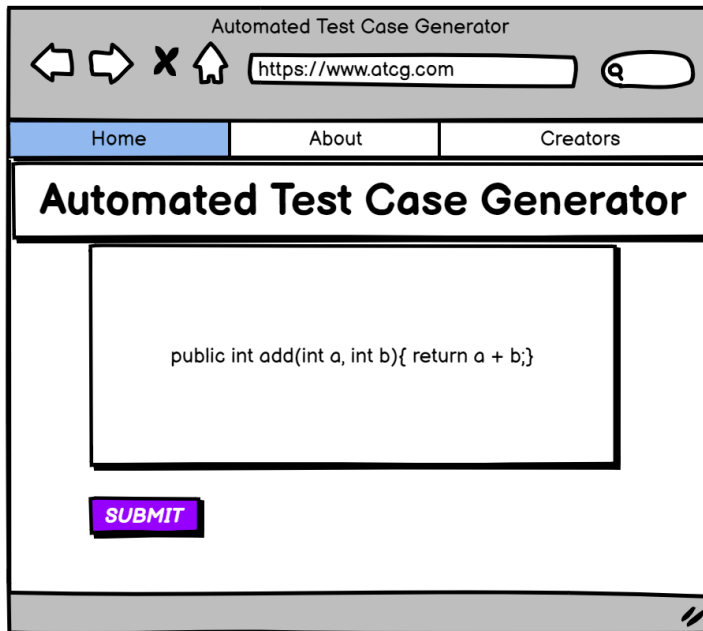 Automated Test Case Generator
https://www.atcg.com
Home About Creators
Automated Test Case Generator
public int add(int a, int b){ return a + b;}
SUBMIT